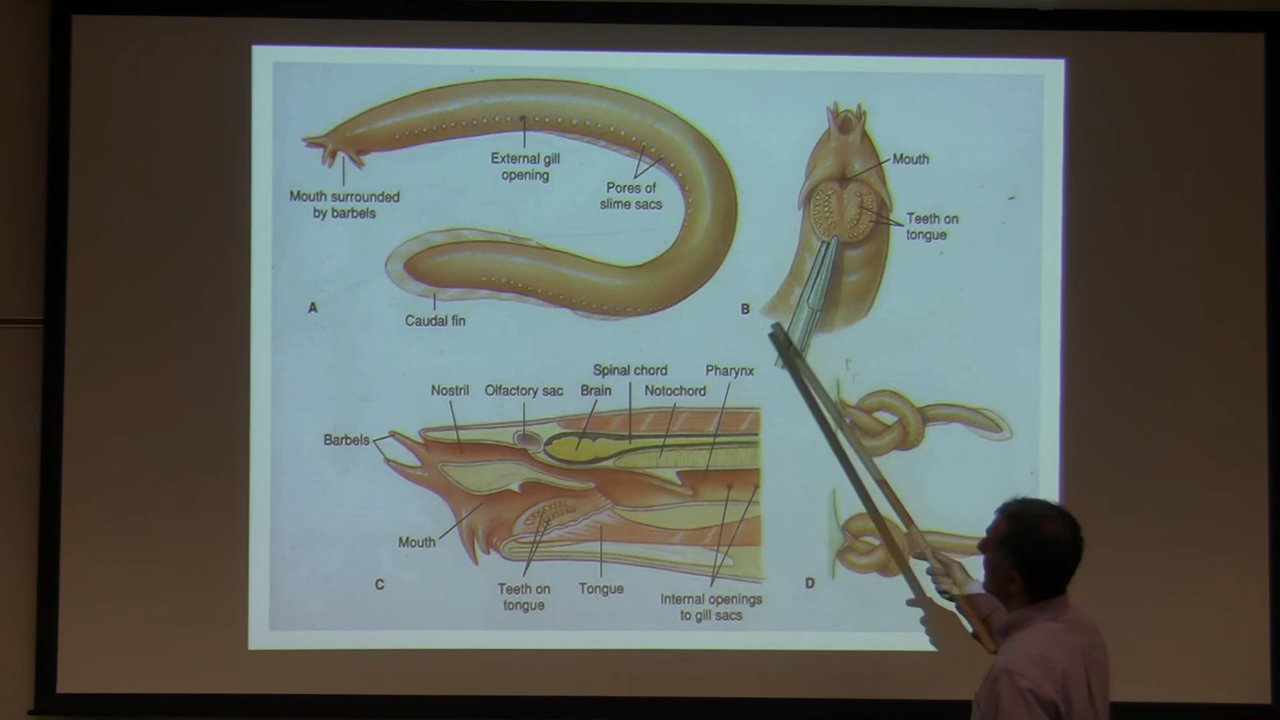 External gill
opening
Pores of
slime sacs
Mouth surrounded
by barbels
A
Caudal fin
Mouth
Teeth on
tongue
B
Spinal chord
Pharynx
Nostril
Olfactory sac
Brain
Notochord
Barbels
Mouth
C
Teeth on
tongue
Tongue
Internal openings
to gill sacs
D